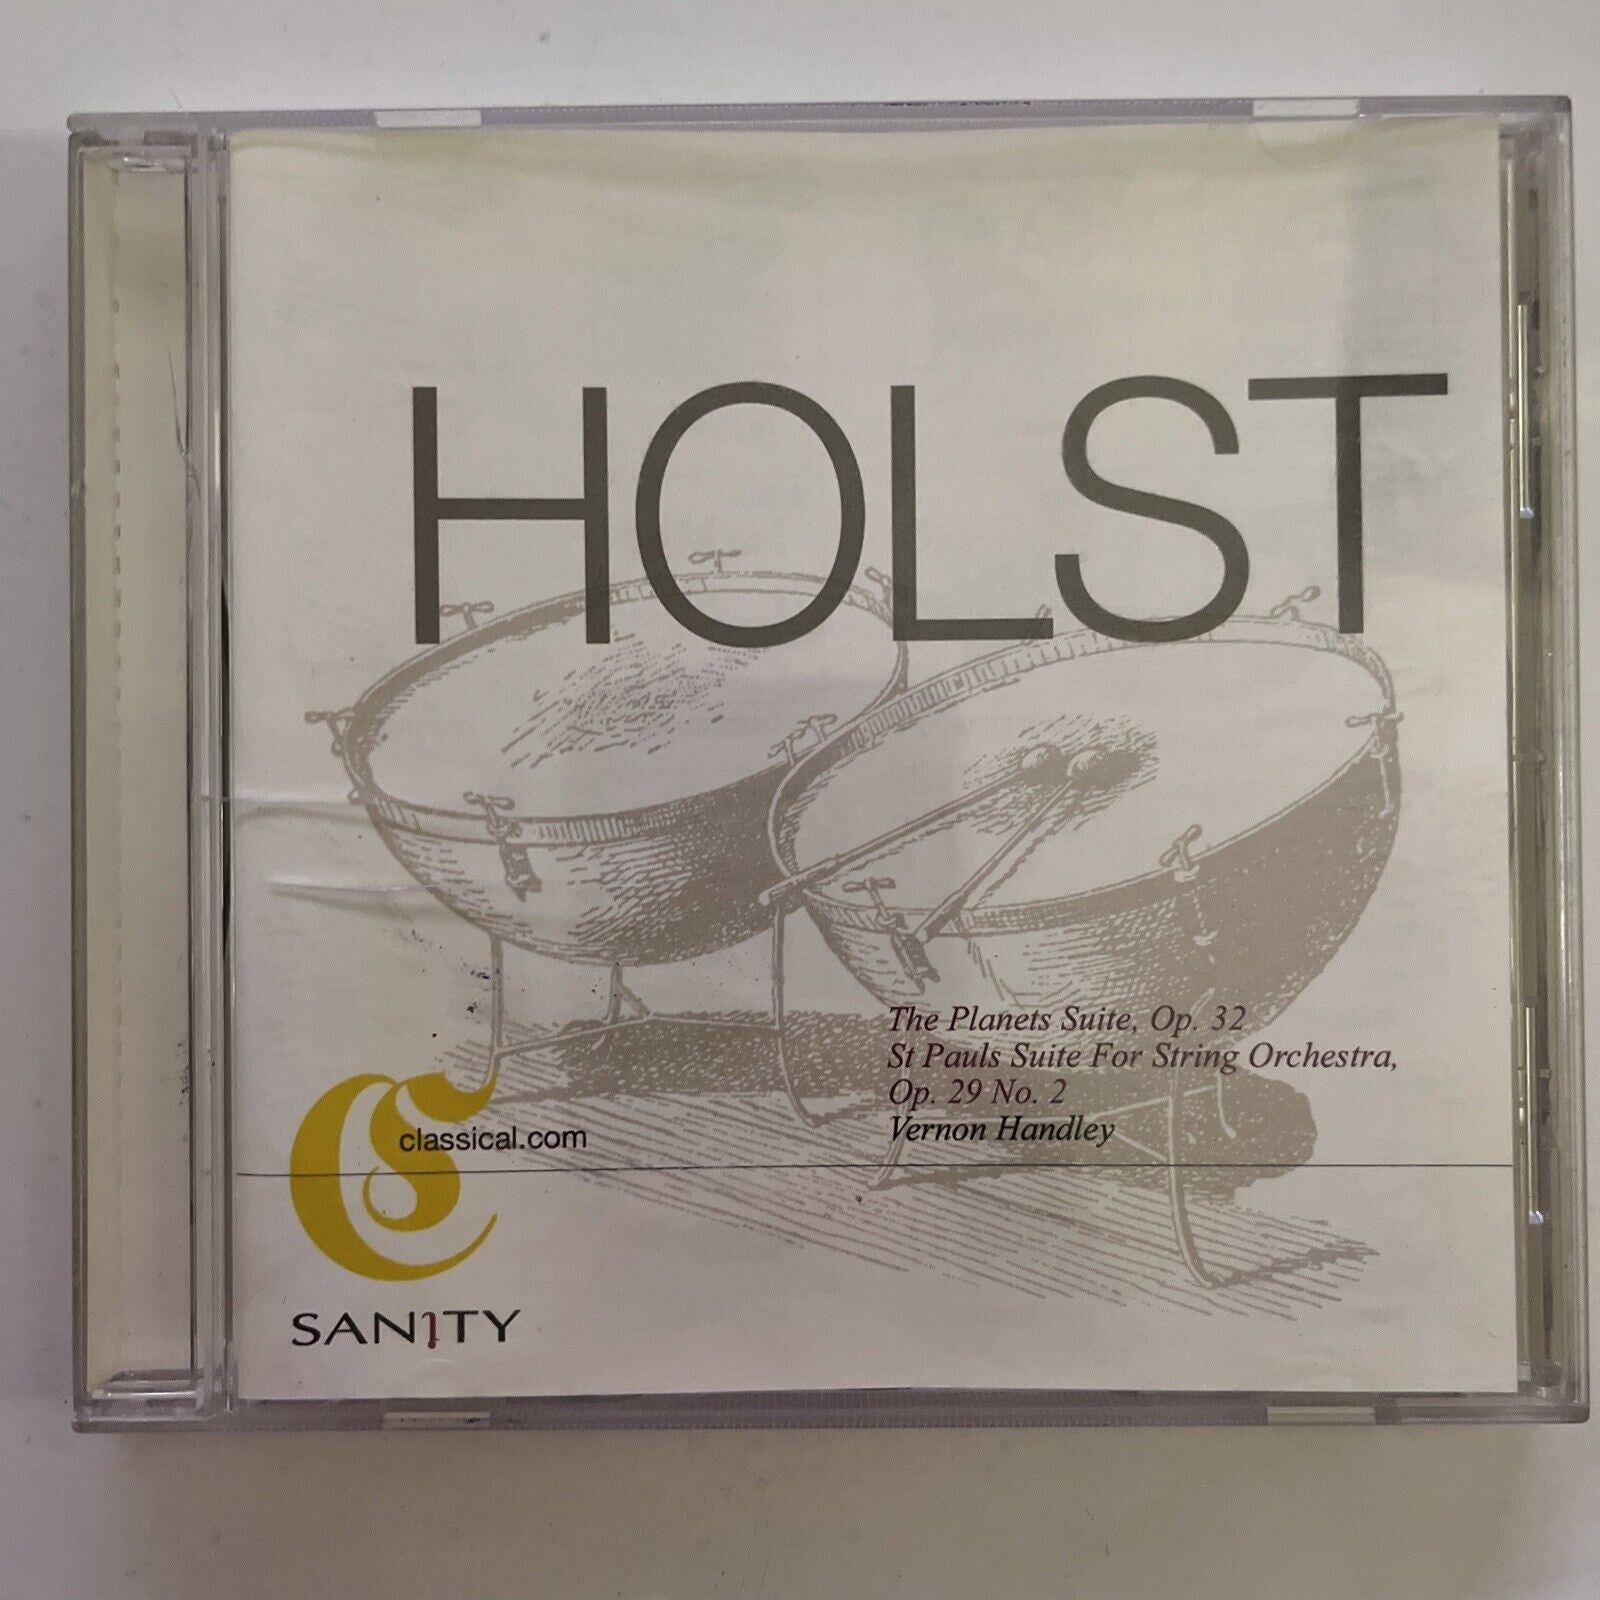 HOLST
The Planets Suite, Op. 32
St Pauls Suite For String Orchestra,
Op. 29 No. 2
Vernon Handley
classical.com
SANITY